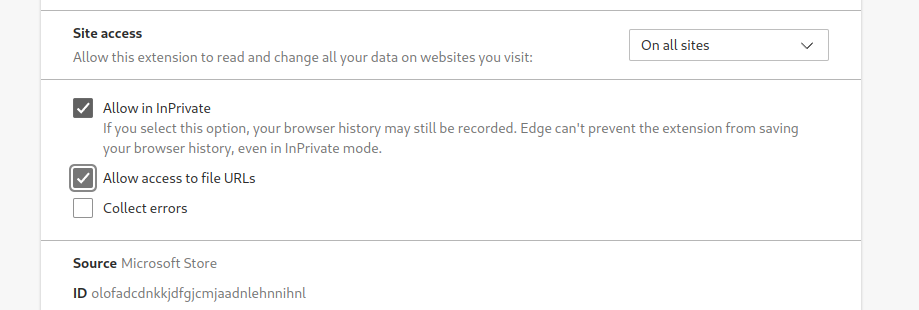 Site access
Allow this extension to read and change all your data on websites you visit:
On all sites
Allow in InPrivate
If you select this option, your browser history may still be recorded. Edge can't prevent the extension from saving
your browser history, even in InPrivate mode.
Allow access to file URLs
Collect errors
Source Microsoft Store
ID olofadcdnkkjdfgjcmjaadnlehnnihnl